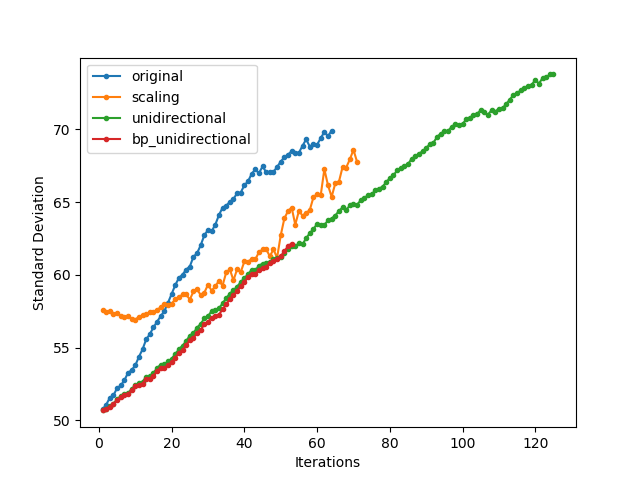 original
scaling
unidirectional
bp_unidirectional
Standard Deviation
70
65
60
55
50
0 20 40 60 80 100 120
Iterations